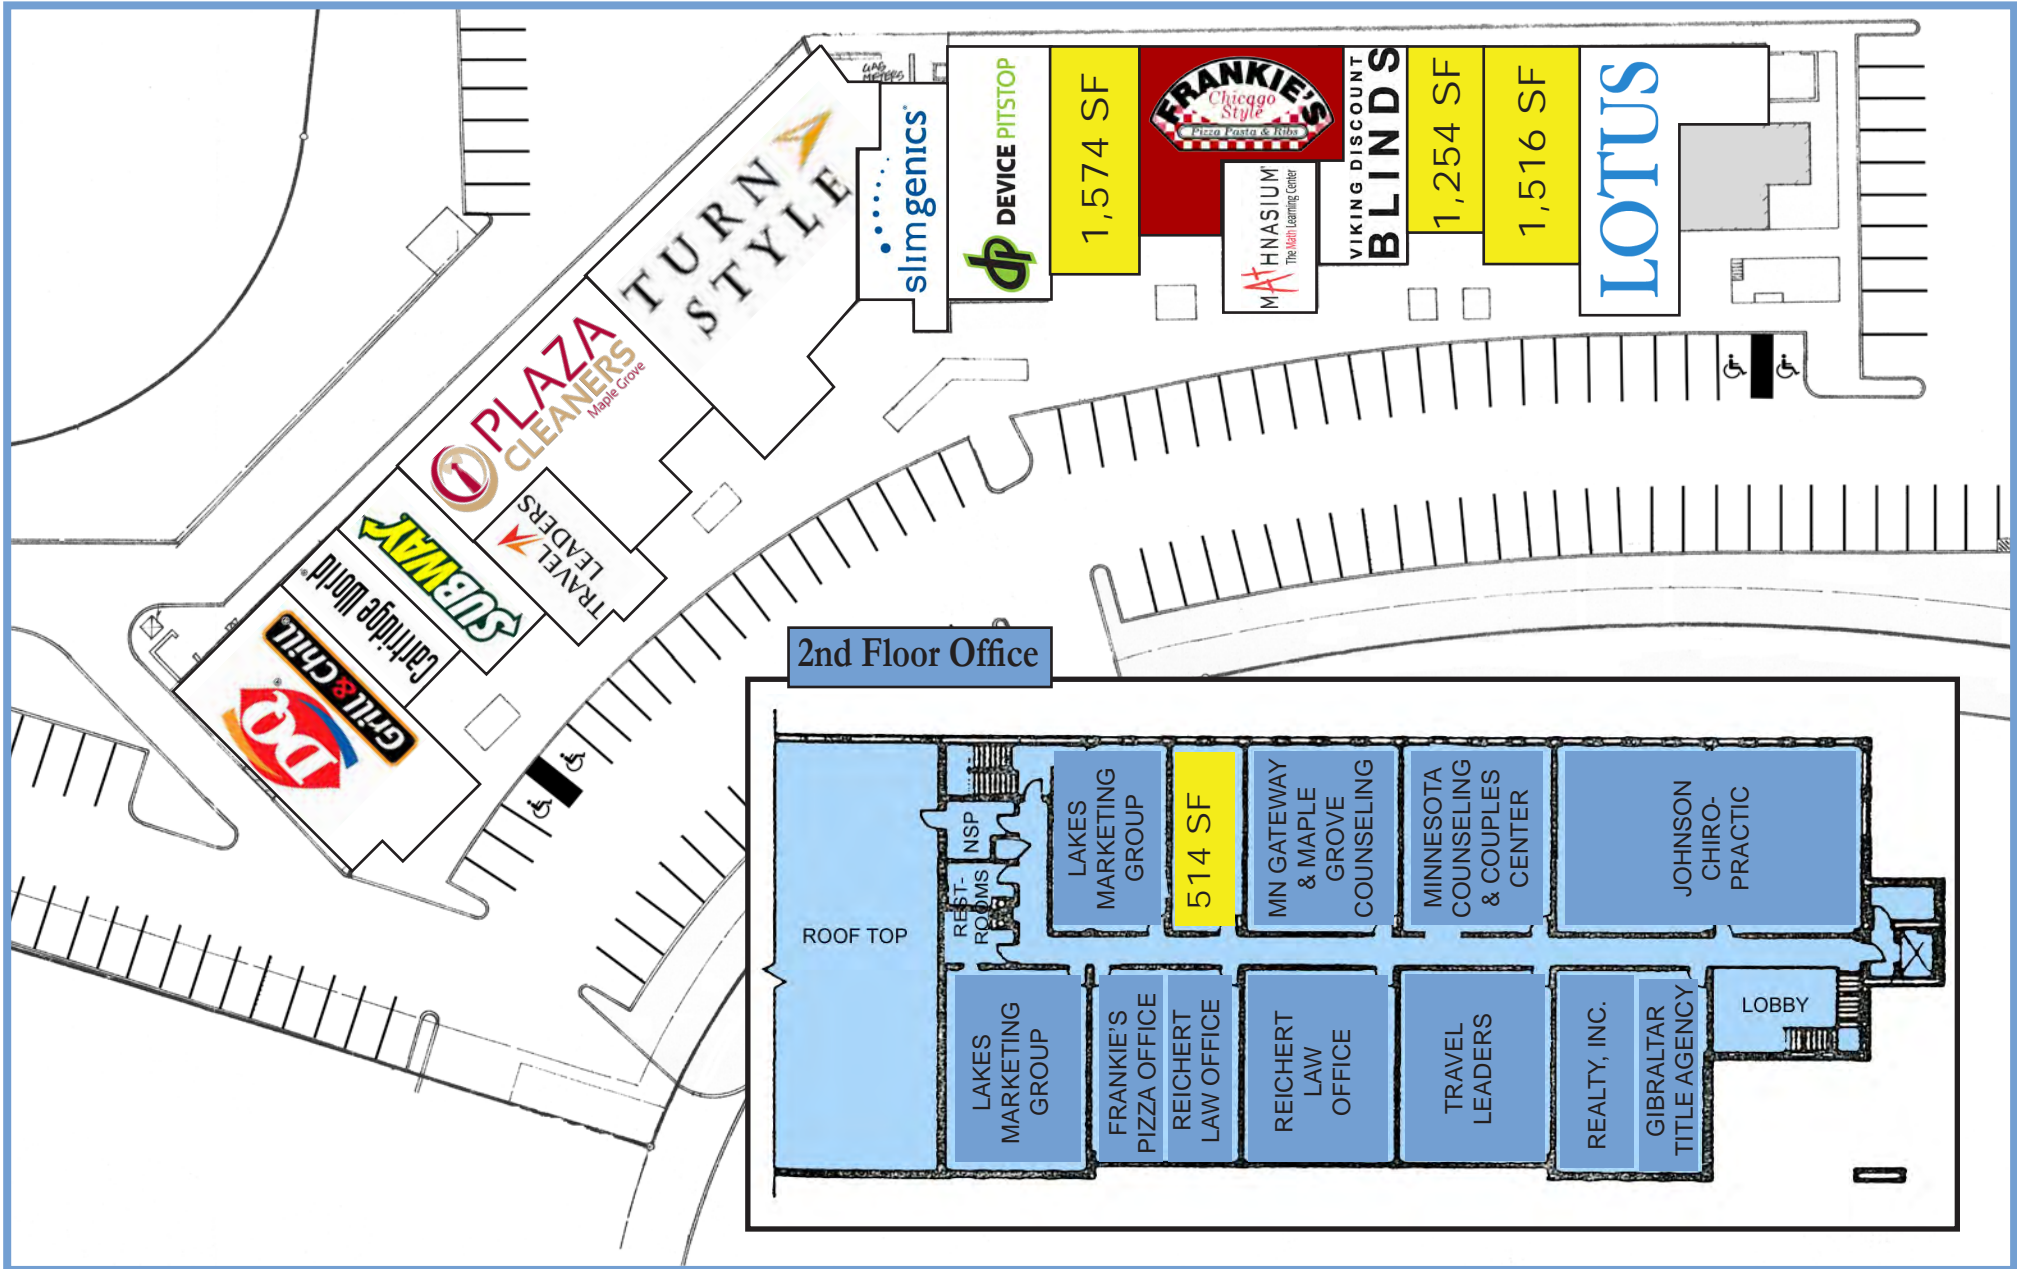 GAS
METERS
TURN
STYLE
slimgenics®
DEVICE PITSTOP
dp
1,574 SF
FRANKIE'S
Chicago
Style
Pizza Pasta & Ribs
MATHNASIUM
The Math Learning Center
VIKING DISCOUNT
BLINDS
1,254 SF
1,516 SF
LOTUS
PLAZA
CLEANERS
Maple Grove
TRAVEL
LEADERS
SUBWAY
Cartridge World®
DQ®
Grill & Chill®
2nd Floor Office
ROOF TOP
NSP
REST-
ROOMS
LAKES
MARKETING
GROUP
514 SF
MN GATEWAY
& MAPLE
GROVE
COUNSELING
MINNESOTA
COUNSELING
& COUPLES
CENTER
JOHNSON
CHIRO-
PRACTIC
LAKES
MARKETING
GROUP
FRANKIE'S
PIZZA OFFICE
REICHERT
LAW OFFICE
REICHERT
LAW
OFFICE
TRAVEL
LEADERS
REALTY, INC.
GIBRALTAR
TITLE AGENCY
LOBBY